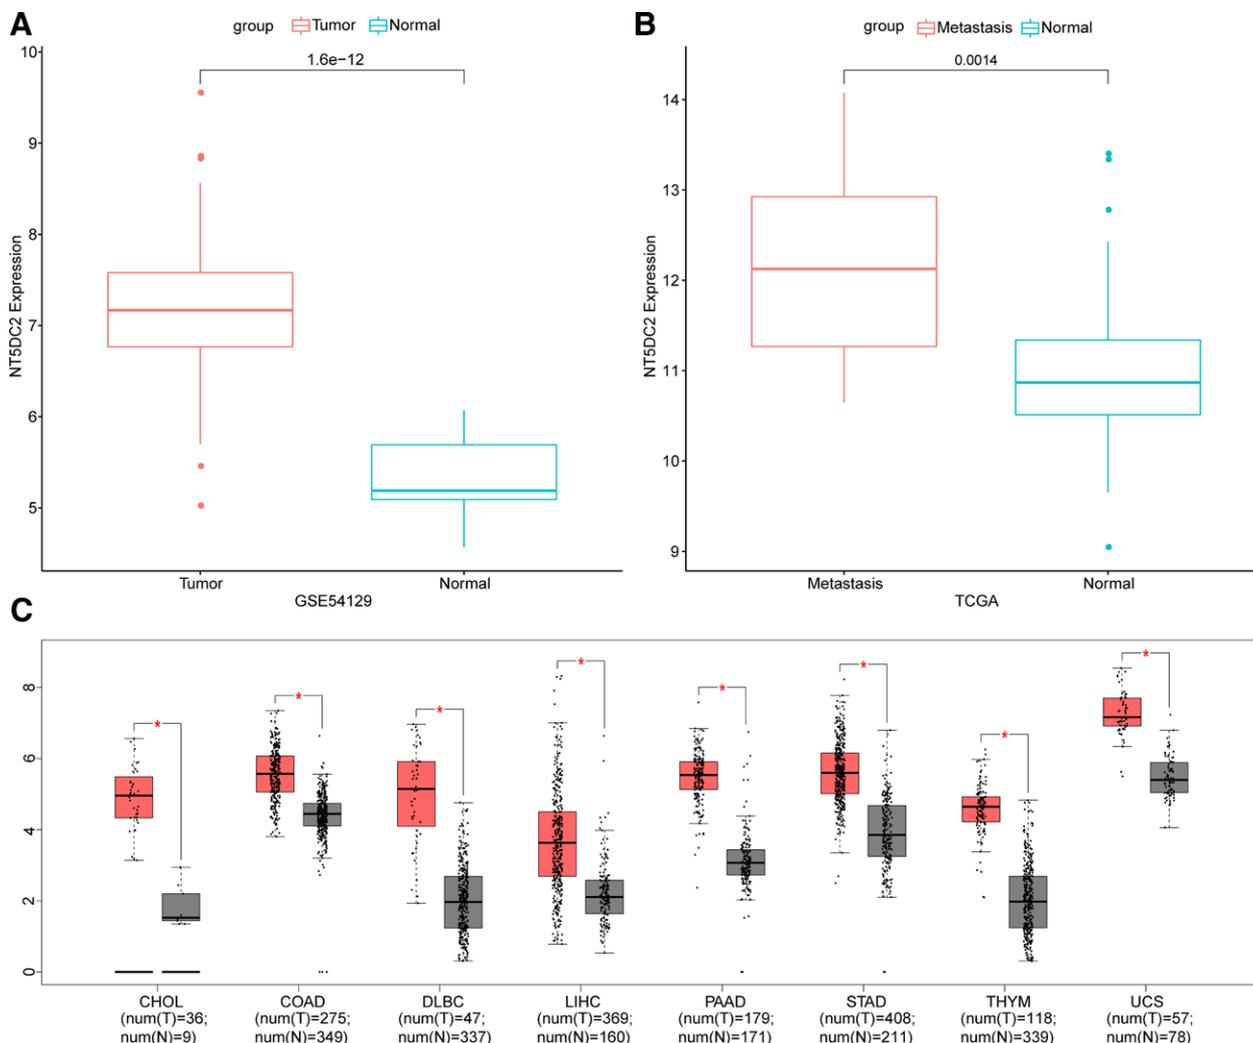 A
group Tumor Normal
1.6e−12
10
9
8
7
6
5
NT5DC2 Expression
Tumor Normal
GSE54129
B
group Metastasis Normal
0.0014
14
13
12
11
10
9
NT5DC2 Expression
Metastasis Normal
TCGA
C
* * * * * * * *
8
6
4
2
0
CHOL
(num(T)=36;
num(N)=9)
COAD
(num(T)=275;
num(N)=349)
DLBC
(num(T)=47;
num(N)=337)
LIHC
(num(T)=369;
num(N)=160)
PAAD
(num(T)=179;
num(N)=171)
STAD
(num(T)=408;
num(N)=211)
THYM
(num(T)=118;
num(N)=339)
UCS
(num(T)=57;
num(N)=78)